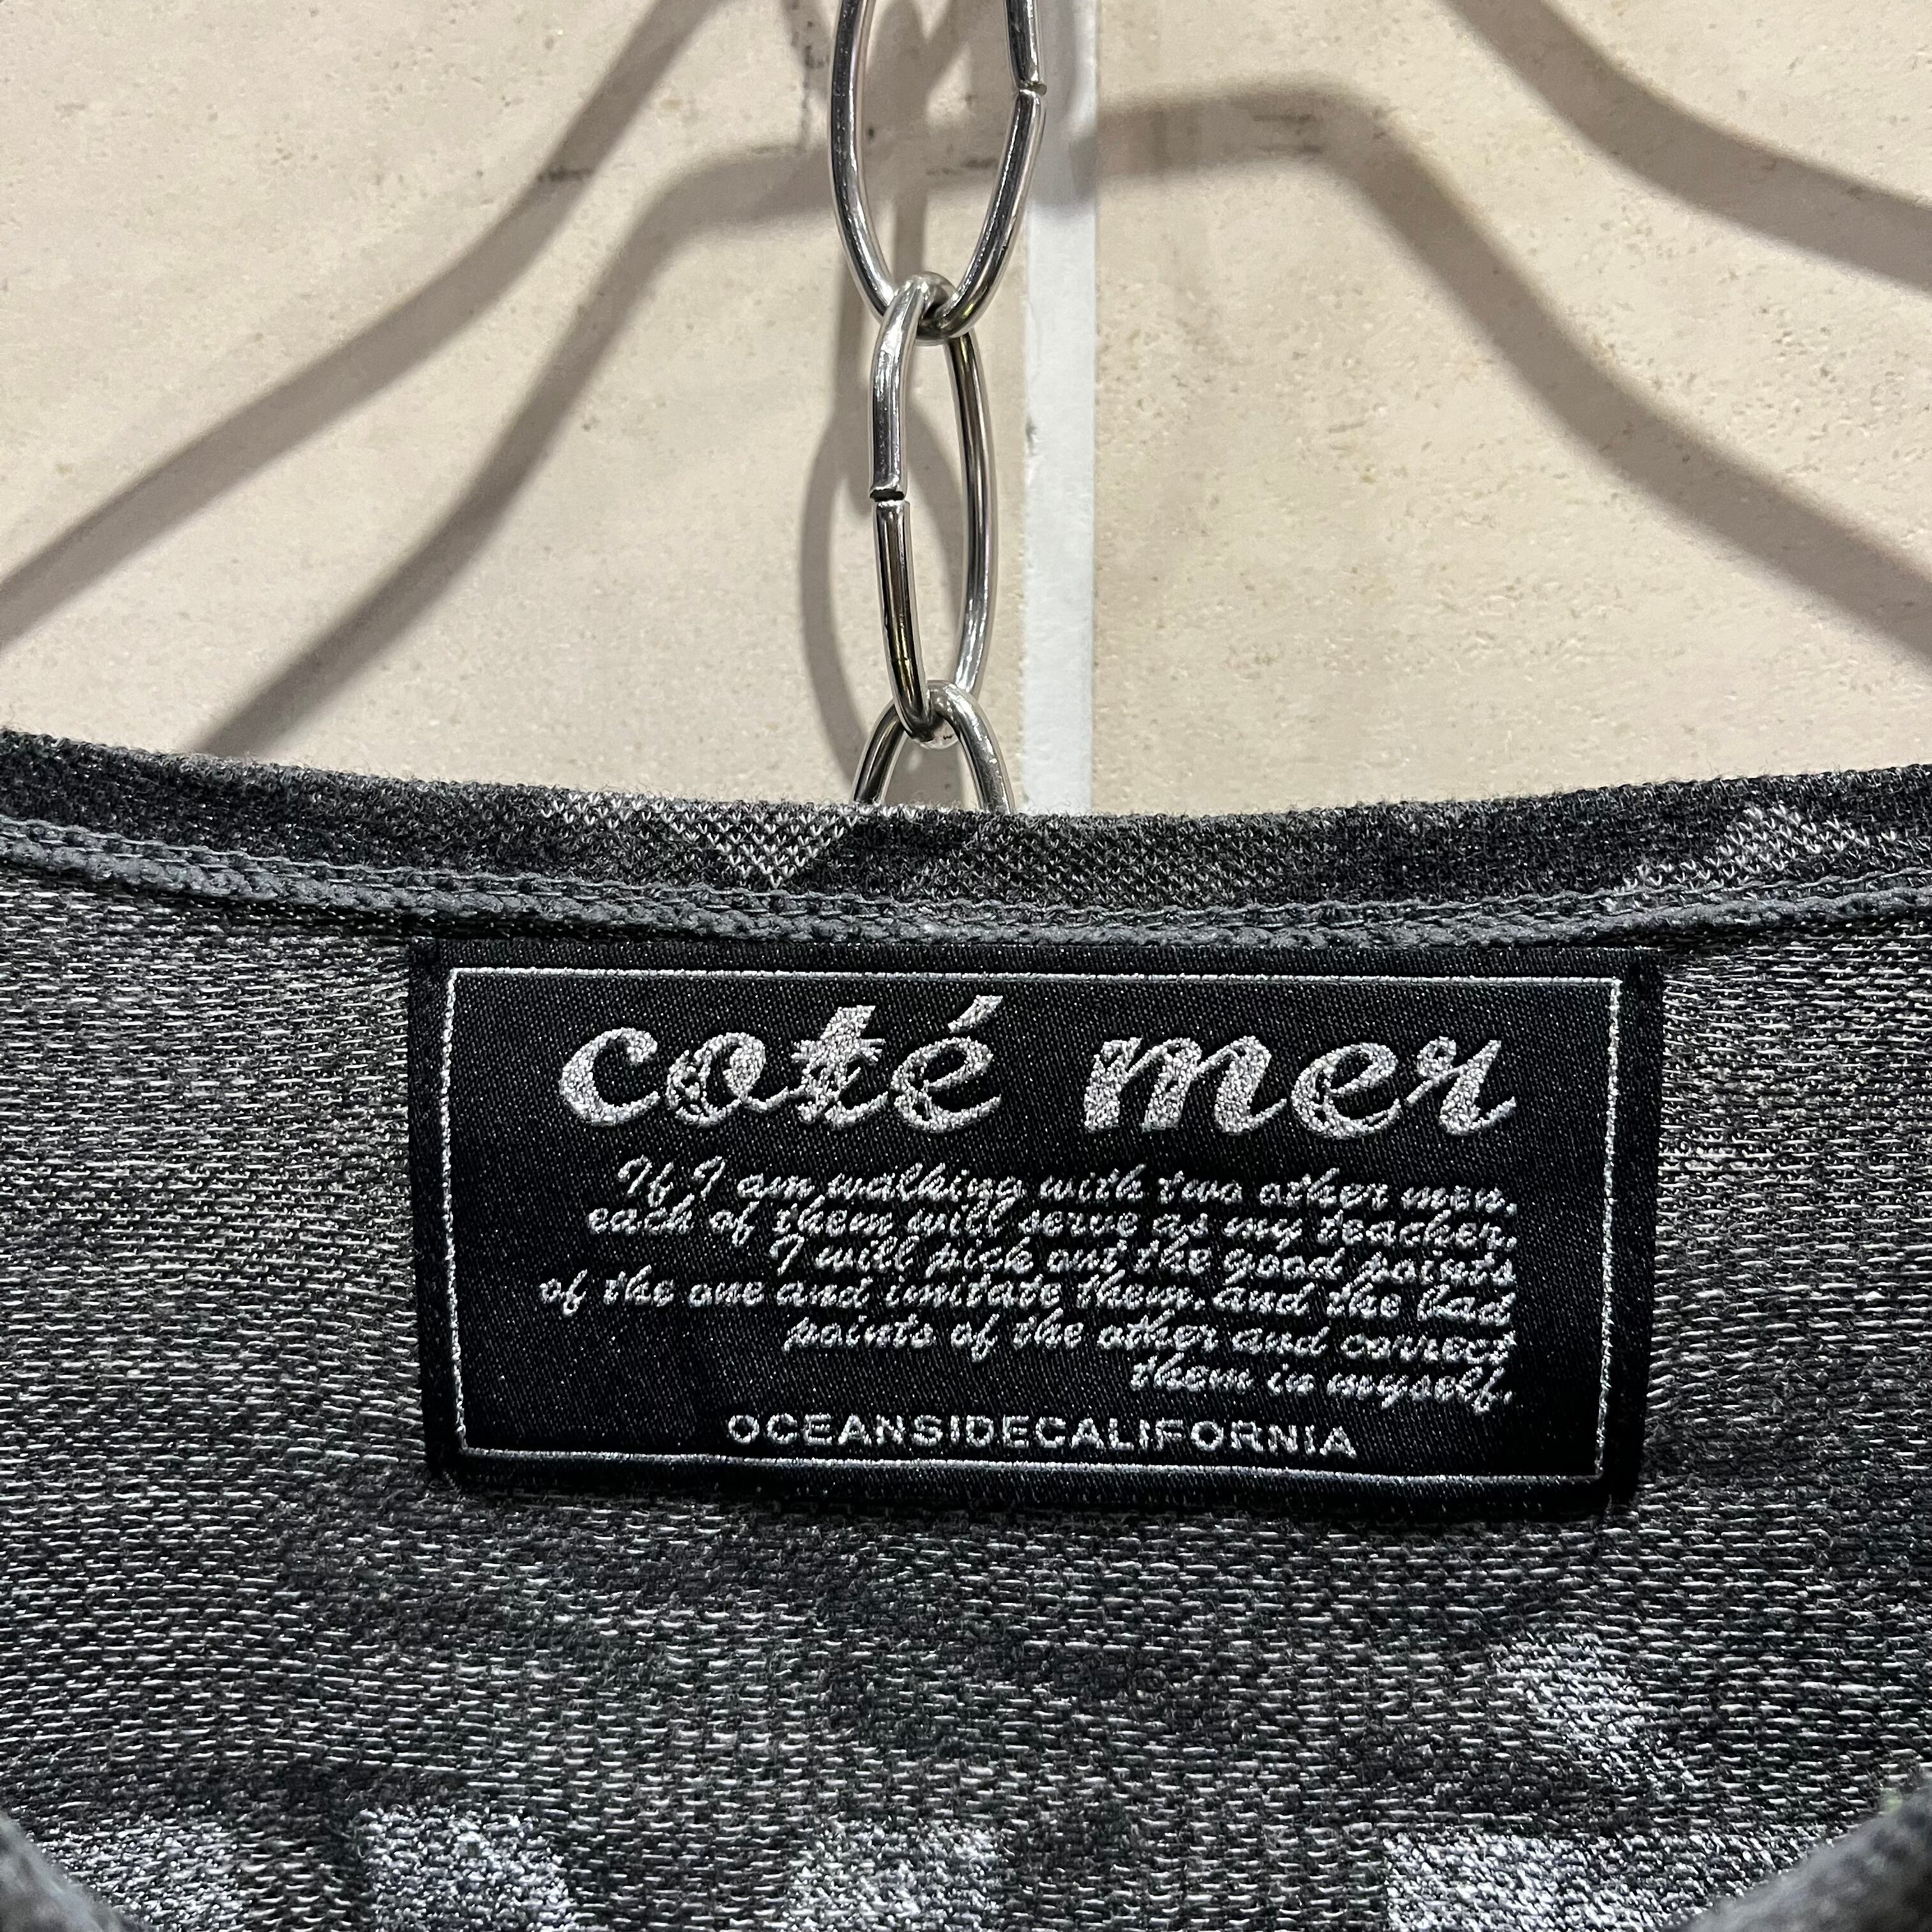 coté mer
If I am walking with two other men,
each of them will serve as my teacher,
I will pick out the good points
of the one and imitate them, and the bad
points of the other and correct
them in myself.
OCEANSIDECALIFORNIA